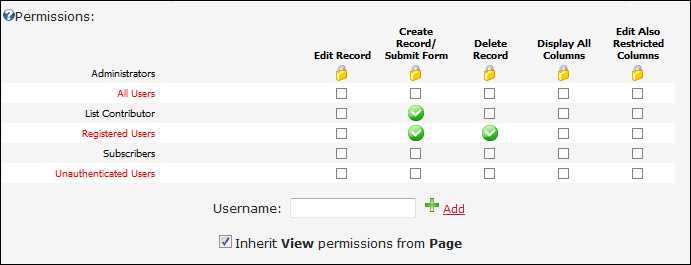 Permissions:
Edit Record Create Record/ Submit Form Delete Record Display All Columns Edit Also Restricted Columns
Administrators
All Users
List Contributor
Registered Users
Subscribers
Unauthenticated Users
Username: Add
Inherit View permissions from Page